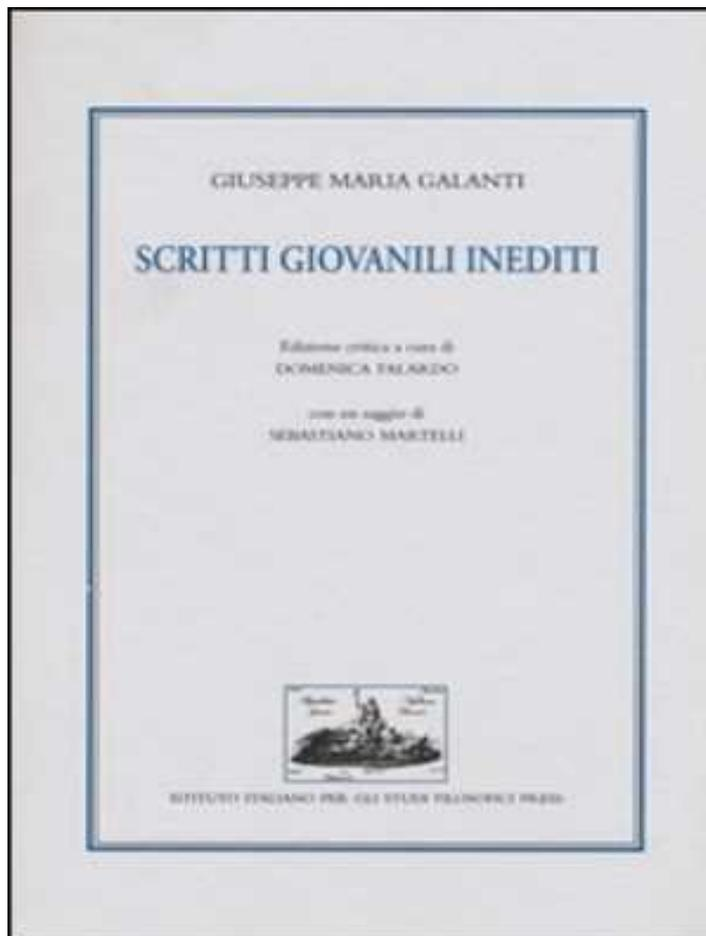 GIUSEPPE MARIA GALANTI
SCRITTI GIOVANILI INEDITI
Edizione critica a cura di
DOMENICA FALARDO
con un saggio di
SEBASTIANO MARTELLI
ISTITUTO ITALIANO PER GLI STUDI FILOSOFICI PRESS